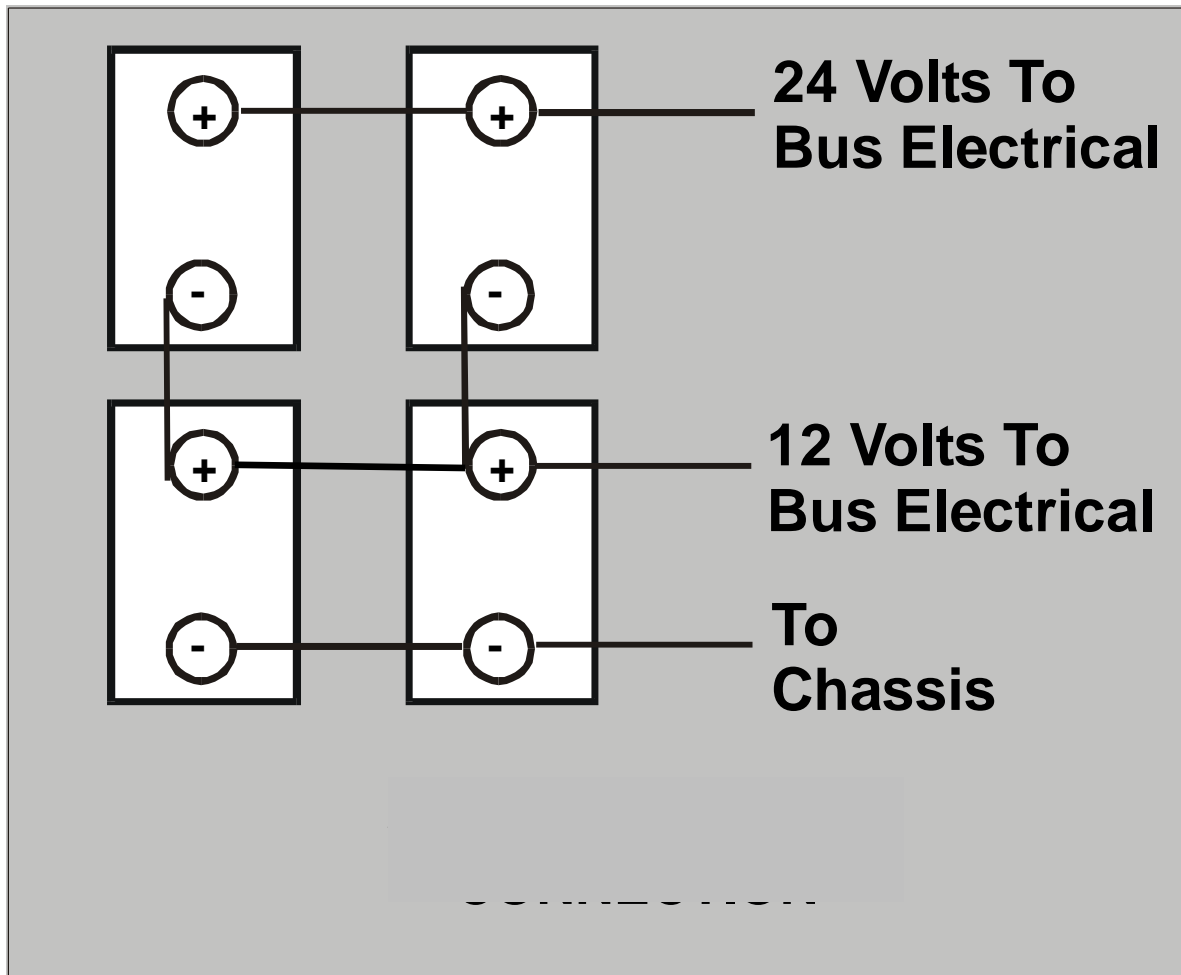 + +
24 Volts To
Bus Electrical
- -
+ +
12 Volts To
Bus Electrical
- -
To
Chassis